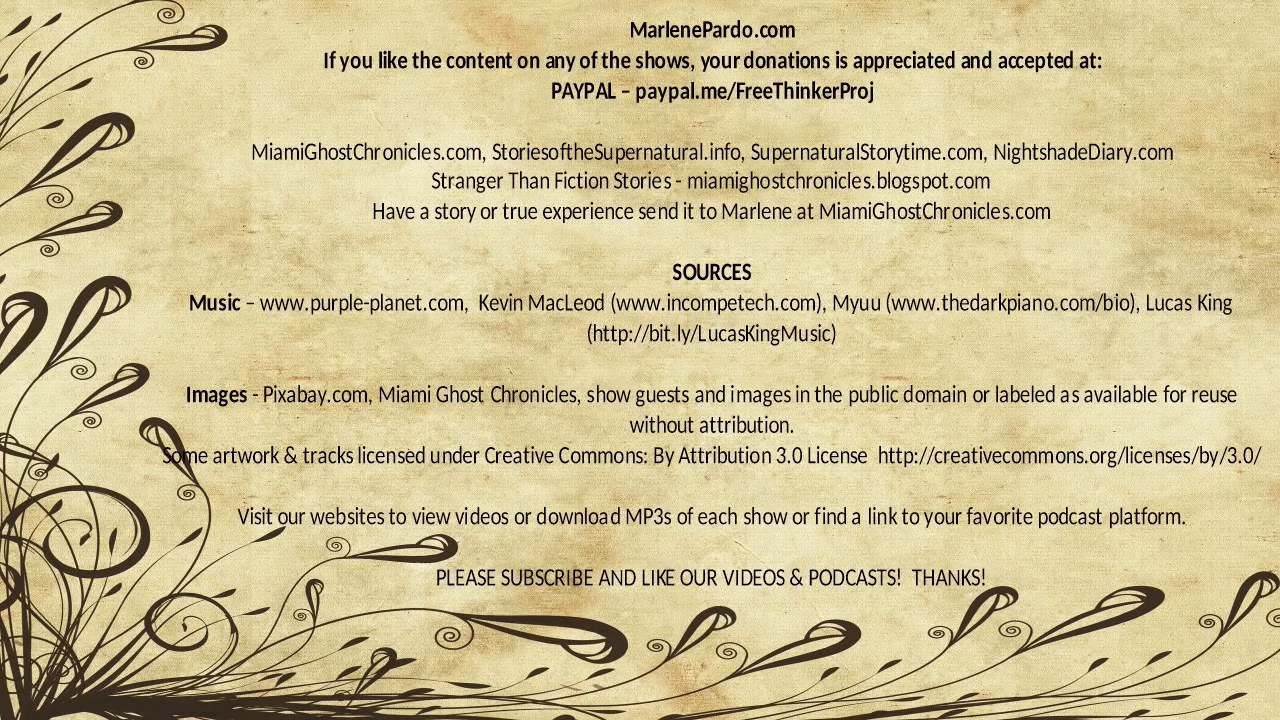 MarlenePardo.com
If you like the content on any of the shows, your donations is appreciated and accepted at:
PAYPAL – paypal.me/FreeThinkerProj
MiamiGhostChronicles.com, StoriesoftheSupernatural.info, SupernaturalStorytime.com, NightshadeDiary.com
Stranger Than Fiction Stories - miamighostchronicles.blogspot.com
Have a story or true experience send it to Marlene at MiamiGhostChronicles.com
SOURCES
Music – www.purple-planet.com, Kevin MacLeod (www.incompetech.com), Myuu (www.thedarkpiano.com/bio), Lucas King
(http://bit.ly/LucasKingMusic)
Images - Pixabay.com, Miami Ghost Chronicles, show guests and images in the public domain or labeled as available for reuse
without attribution.
Some artwork & tracks licensed under Creative Commons: By Attribution 3.0 License http://creativecommons.org/licenses/by/3.0/
Visit our websites to view videos or download MP3s of each show or find a link to your favorite podcast platform.
PLEASE SUBSCRIBE AND LIKE OUR VIDEOS & PODCASTS! THANKS!